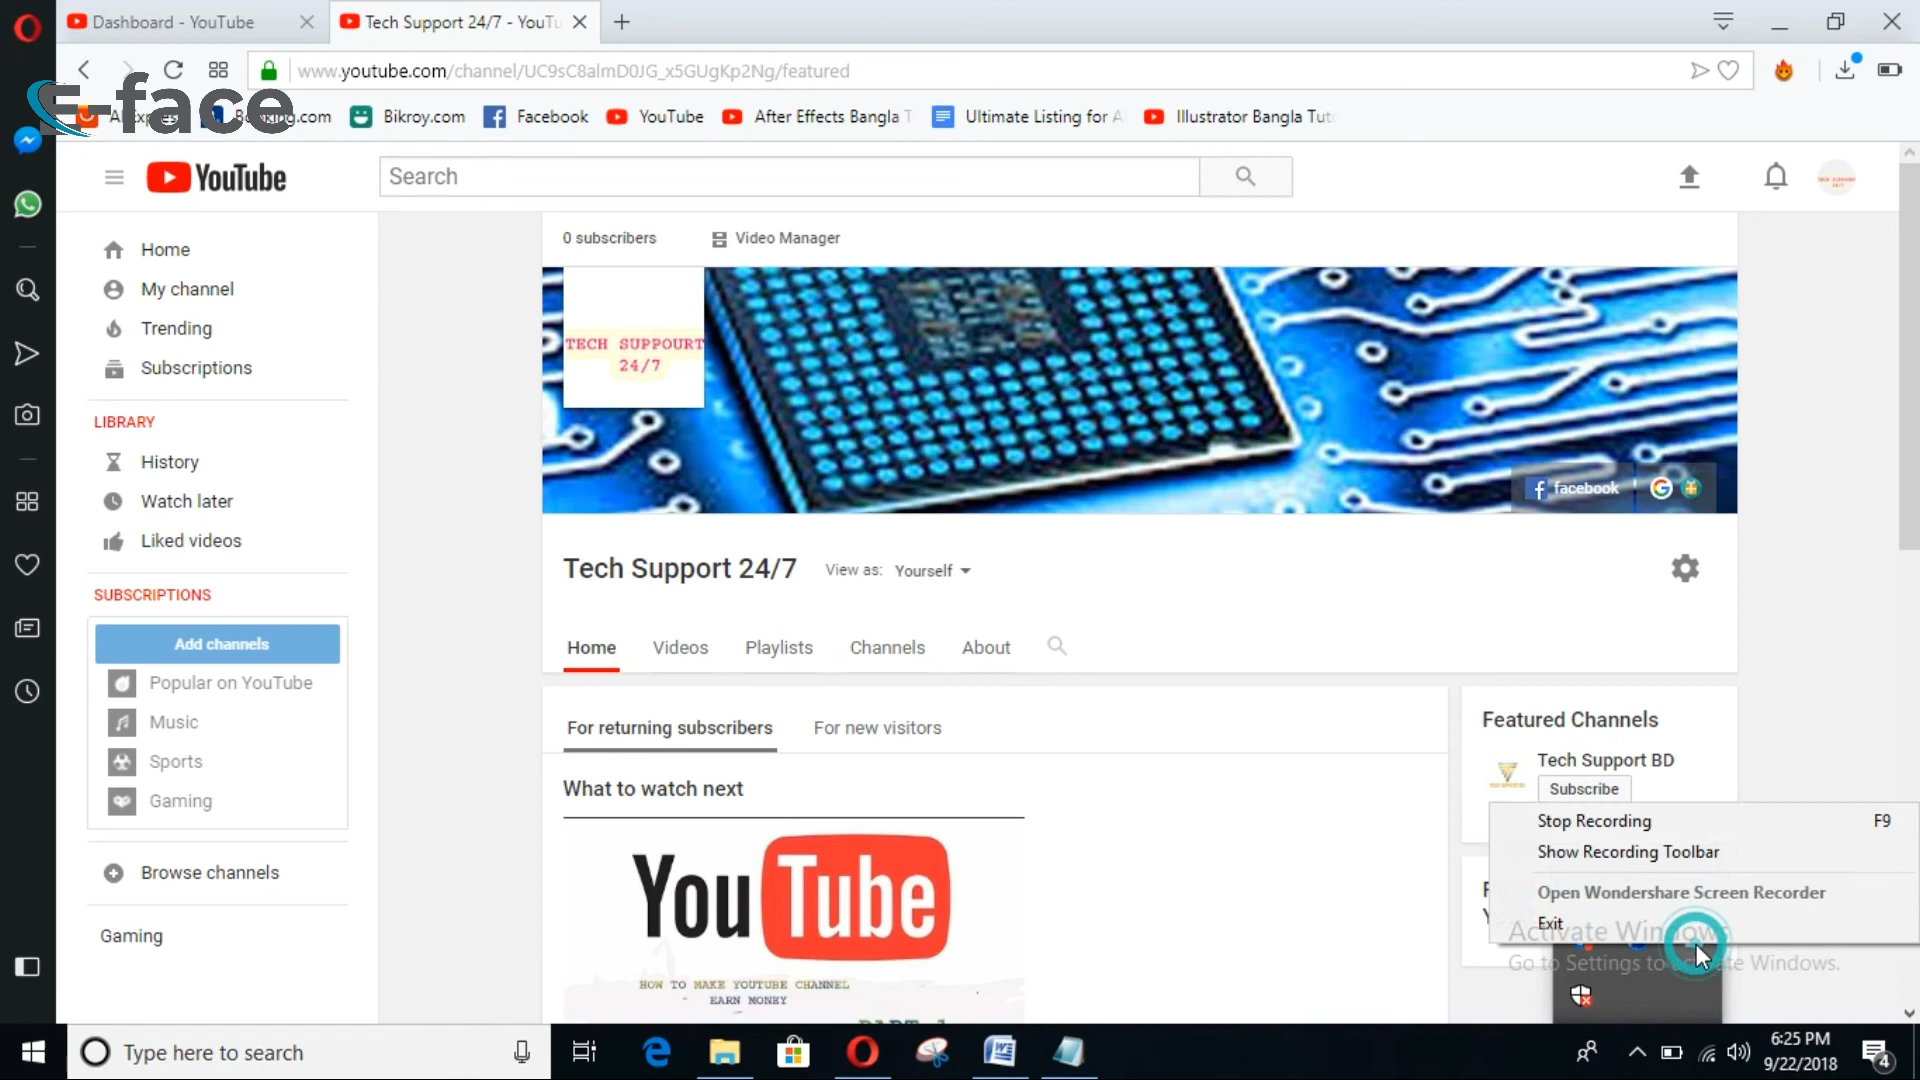 Dashboard - YouTube
Tech Support 24/7 - YouTu
www.youtube.com/channel/UC9sC8almD0JG_x5GUgKp2Ng/featured
E-face
Booking.com
Bikroy.com
Facebook
YouTube
After Effects Bangla T
Ultimate Listing for A
Illustrator Bangla Tut
YouTube
Search
0 subscribers
Video Manager
Home
My channel
Trending
Subscriptions
LIBRARY
History
Watch later
Liked videos
SUBSCRIPTIONS
Add channels
Popular on YouTube
Music
Sports
Gaming
Browse channels
Gaming
TECH SUPPOURT
24/7
facebook
Tech Support 24/7
View as: Yourself
Home
Videos
Playlists
Channels
About
For returning subscribers
For new visitors
What to watch next
YouTube
HOW TO MAKE YOUTUBE CHANNEL
EARN MONEY
Featured Channels
Tech Support BD
Subscribe
Stop Recording F9
Show Recording Toolbar
Open Wondershare Screen Recorder
Exit
Activate Windows
Go to Settings to activate Windows.
Type here to search
6:25 PM
9/22/2018
4